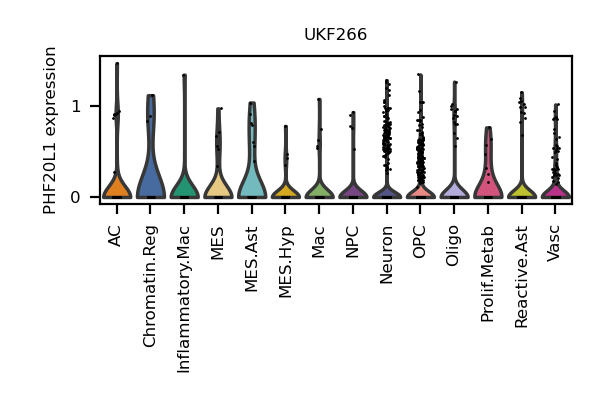 UKF266
PHF20L1 expression
1
0
AC
Chromatin.Reg
Inflammatory.Mac
MES
MES.Ast
MES.Hyp
Mac
NPC
Neuron
OPC
Oligo
Prolif.Metab
Reactive.Ast
Vasc